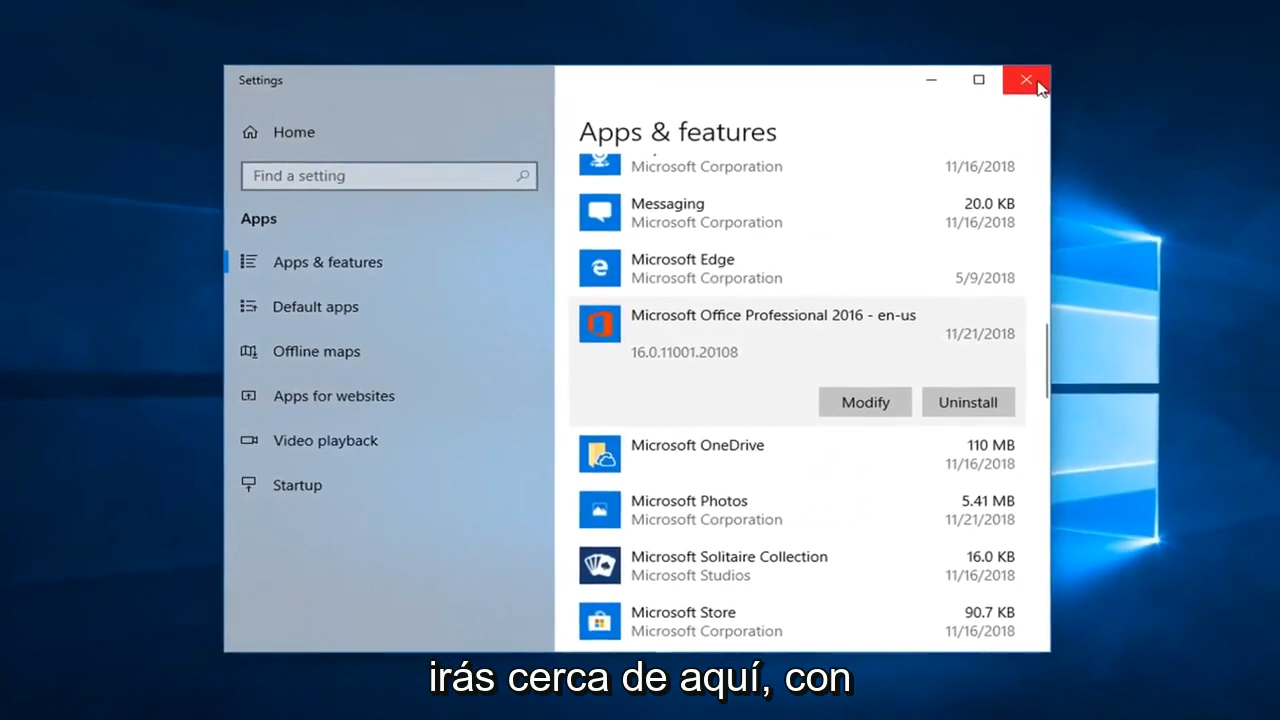 Settings
Home
Find a setting
Apps
Apps & features
Default apps
Offline maps
Apps for websites
Video playback
Startup
Apps & features
Microsoft Corporation 11/16/2018
Messaging 20.0 KB
Microsoft Corporation 11/16/2018
Microsoft Edge
Microsoft Corporation 5/9/2018
Microsoft Office Professional 2016 - en-us
11/21/2018
16.0.11001.20108
Modify Uninstall
Microsoft OneDrive 110 MB
11/16/2018
Microsoft Photos 5.41 MB
Microsoft Corporation 11/21/2018
Microsoft Solitaire Collection 16.0 KB
Microsoft Studios 11/16/2018
Microsoft Store 90.7 KB
Microsoft Corporation 11/16/2018
irás cerca de aquí, con